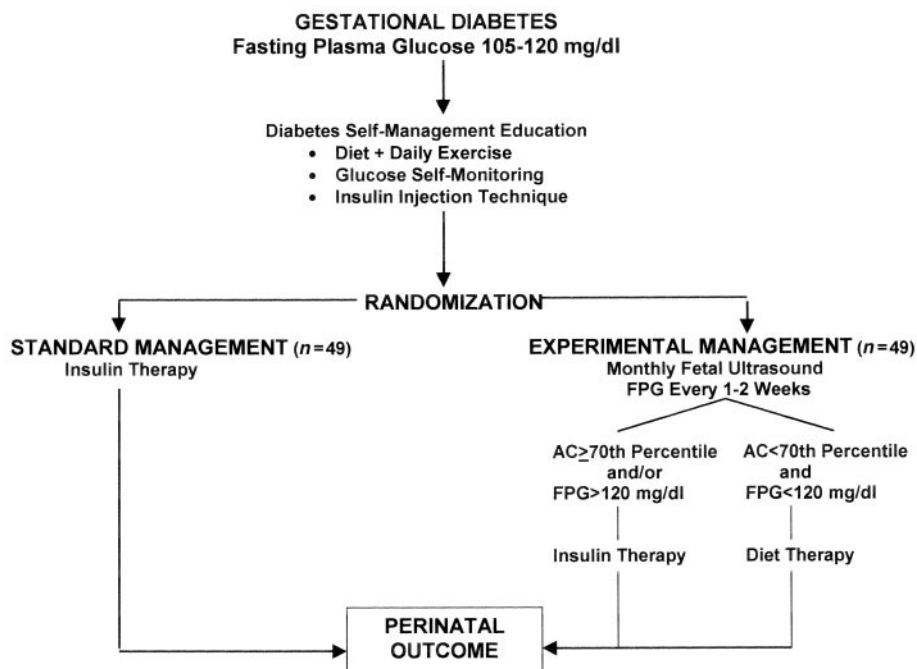 GESTATIONAL DIABETES
Fasting Plasma Glucose 105-120 mg/dl
Diabetes Self-Management Education
• Diet + Daily Exercise
• Glucose Self-Monitoring
• Insulin Injection Technique
RANDOMIZATION
STANDARD MANAGEMENT (n=49)
Insulin Therapy
EXPERIMENTAL MANAGEMENT (n=49)
Monthly Fetal Ultrasound
FPG Every 1-2 Weeks
AC≥70th Percentile
and/or
FPG>120 mg/dl
Insulin Therapy
AC<70th Percentile
and
FPG<120 mg/dl
Diet Therapy
PERINATAL
OUTCOME